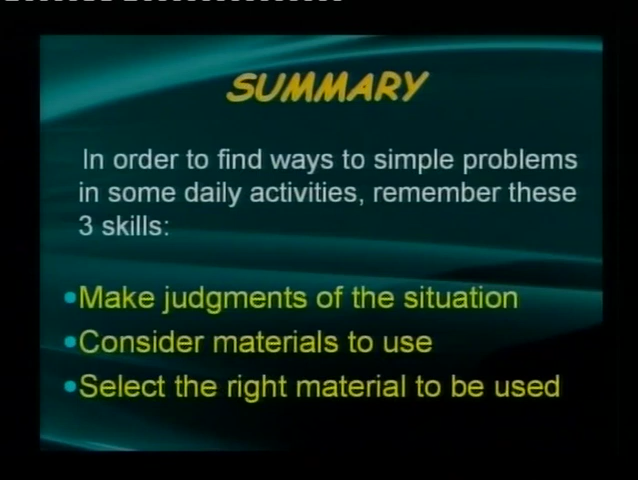 SUMMARY
In order to find ways to simple problems
in some daily activities, remember these
3 skills:
•Make judgments of the situation
•Consider materials to use
•Select the right material to be used